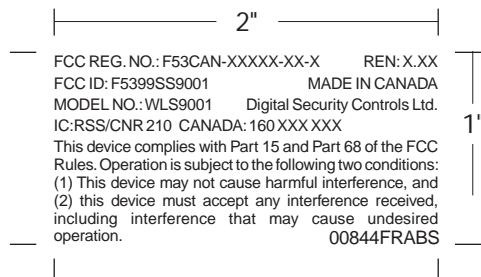 2"
FCC REG. NO.: F53CAN-XXXXX-XX-X REN: X.XX
FCC ID: F5399SS9001 MADE IN CANADA
MODEL NO.: WLS9001 Digital Security Controls Ltd.
1"
IC:RSS/CNR 210 CANADA: 160 XXX XXX
This device complies with Part 15 and Part 68 of the FCC
Rules. Operation is subject to the following two conditions:
(1) This device may not cause harmful interference, and
(2) this device must accept any interference received,
including interference that may cause undesired
operation. 00844FRABS